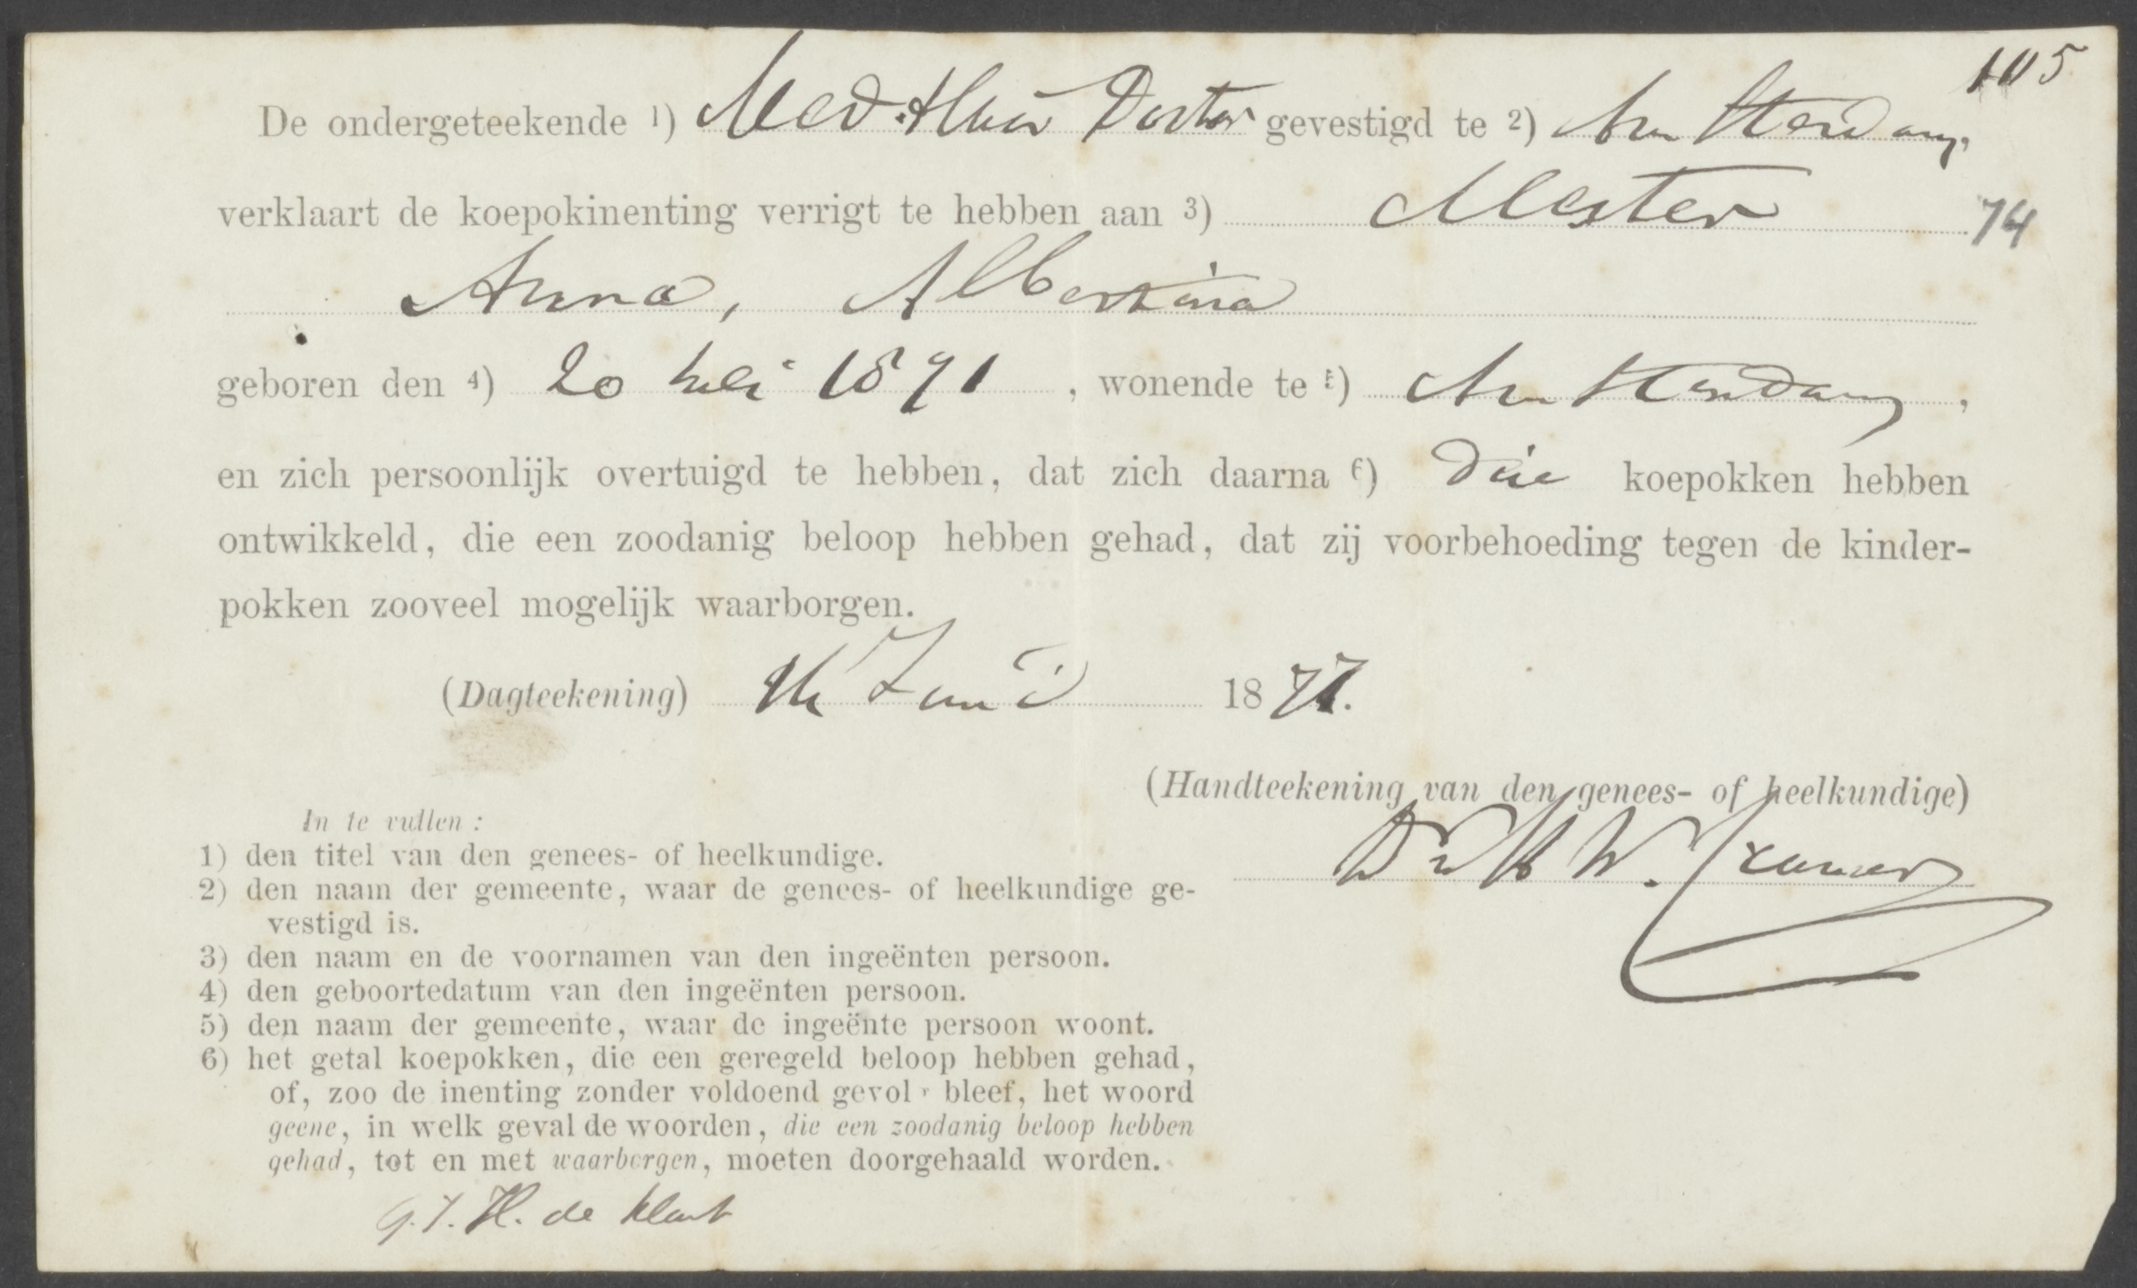 105
De ondergeteekende 1) Med. Doctor gevestigd te 2) Amsterdam,
verklaart de koepokinenting verrigt te hebben aan 3) Mester
74
Anna, Albertina
geboren den 4) 20 1871, wonende te 5) Amsterdam,
en zich persoonlijk overtuigd te hebben, dat zich daarna 6) drie koepokken hebben
ontwikkeld, die een zoodanig beloop hebben gehad, dat zij voorbehoeding tegen de kinder-
pokken zooveel mogelijk waarborgen.
(Dagteekening) Juni 1877.
(Handteekening van den genees- of heelkundige)
Dr W.
In te vullen:
1) den titel van den genees- of heelkundige.
2) den naam der gemeente, waar de genees- of heelkundige ge-
vestigd is.
3) den naam en de voornamen van den ingeënten persoon.
4) den geboortedatum van den ingeënten persoon.
5) den naam der gemeente, waar de ingeënte persoon woont.
6) het getal koepokken, die een geregeld beloop hebben gehad,
of, zoo de inenting zonder voldoend gevolg bleef, het woord
geene, in welk geval de woorden, die een zoodanig beloop hebben
gehad, tot en met waarborgen, moeten doorgehaald worden.
H. de